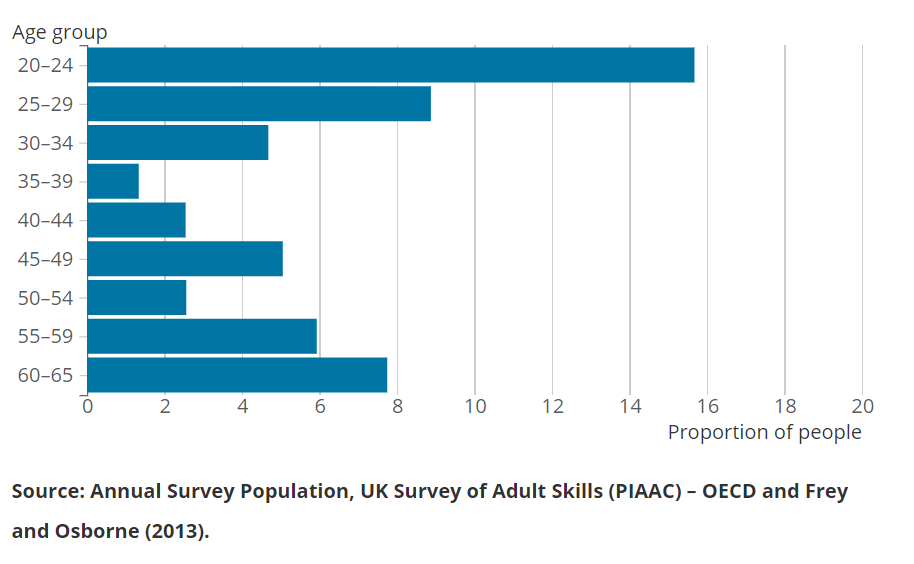 Age group
20–24
25–29
30–34
35–39
40–44
45–49
50–54
55–59
60–65
0 2 4 6 8 10 12 14 16 18 20
Proportion of people
Source: Annual Survey Population, UK Survey of Adult Skills (PIAAC) – OECD and Frey
and Osborne (2013).